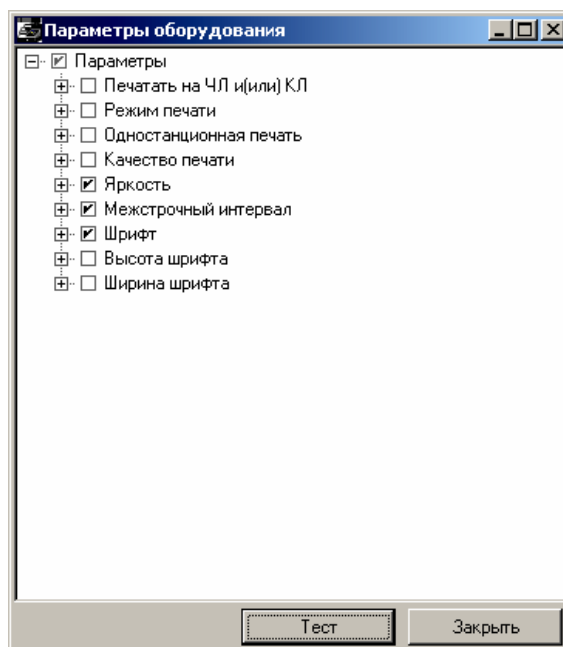 Параметры оборудования
Параметры
Печатать на ЧЛ и(или) КЛ
Режим печати
Одностанционная печать
Качество печати
Яркость
Межстрочный интервал
Шрифт
Высота шрифта
Ширина шрифта
Тест
Закрыть